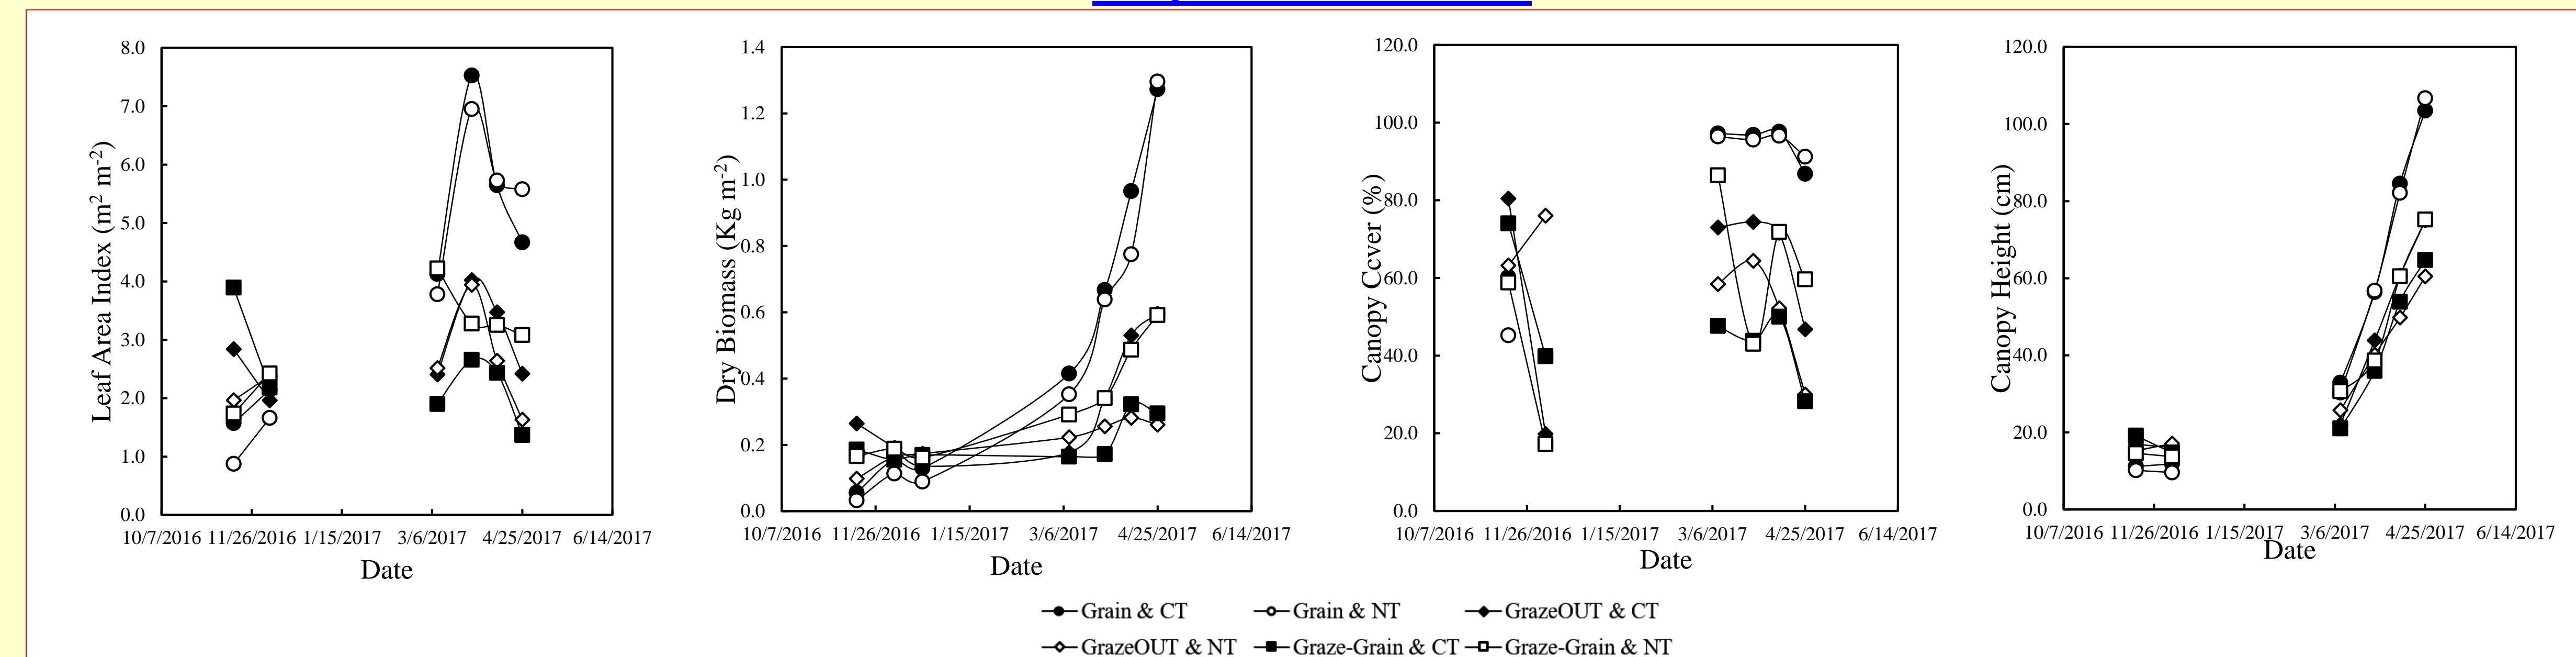 Leaf Area Index (m2 m-2)
8.0
7.0
6.0
5.0
4.0
3.0
2.0
1.0
0.0
10/7/2016 11/26/2016 1/15/2017 3/6/2017 4/25/2017 6/14/2017
Date
Dry Biomass (Kg m-2)
1.4
1.2
1.0
0.8
0.6
0.4
0.2
0.0
10/7/2016 11/26/2016 1/15/2017 3/6/2017 4/25/2017 6/14/2017
Date
Canopy Ccver (%)
120.0
100.0
80.0
60.0
40.0
20.0
0.0
10/7/2016 11/26/2016 1/15/2017 3/6/2017 4/25/2017 6/14/2017
Date
Canopy Height (cm)
120.0
100.0
80.0
60.0
40.0
20.0
0.0
10/7/2016 11/26/2016 1/15/2017 3/6/2017 4/25/2017 6/14/2017
Date
Grain & CT Grain & NT GrazeOUT & CT
GrazeOUT & NT Graze-Grain & CT Graze-Grain & NT